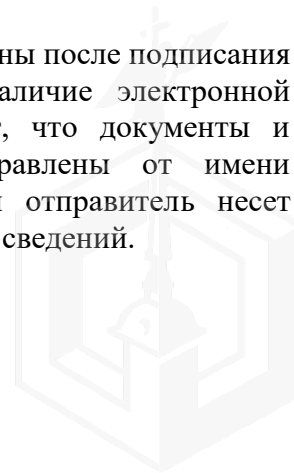 ны после подписания
аличие электронной
, что документы и
равлены от имени
отправитель несет
сведений.